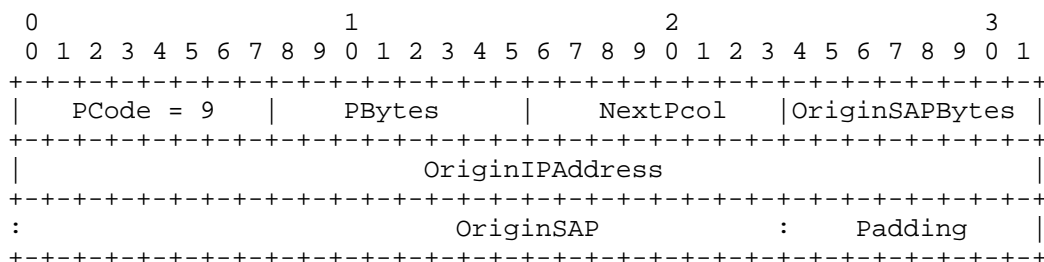 0                   1                   2                   3
0 1 2 3 4 5 6 7 8 9 0 1 2 3 4 5 6 7 8 9 0 1 2 3 4 5 6 7 8 9 0 1
+-+-+-+-+-+-+-+-+-+-+-+-+-+-+-+-+-+-+-+-+-+-+-+-+-+-+-+-+-+-+-+-+
|   PCode = 9   |    PBytes     |    NextPcol   |OriginSAPBytes |
+-+-+-+-+-+-+-+-+-+-+-+-+-+-+-+-+-+-+-+-+-+-+-+-+-+-+-+-+-+-+-+-+
|                         OriginIPAddress                       |
+-+-+-+-+-+-+-+-+-+-+-+-+-+-+-+-+-+-+-+-+-+-+-+-+-+-+-+-+-+-+-+-+
:                           OriginSAP           :    Padding    |
+-+-+-+-+-+-+-+-+-+-+-+-+-+-+-+-+-+-+-+-+-+-+-+-+-+-+-+-+-+-+-+-+